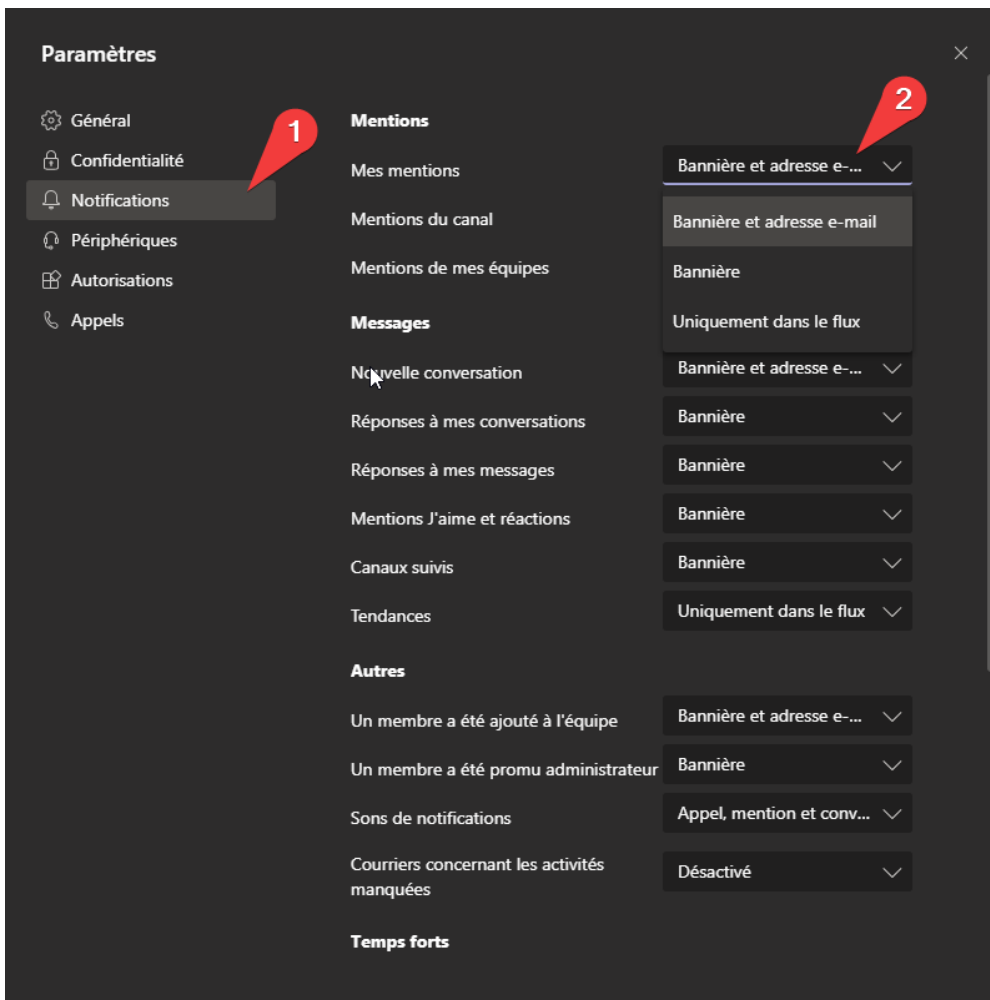 Paramètres
Général
Confidentialité
Notifications
Périphériques
Autorisations
Appels
1
2
Mentions
Mes mentions Bannière et adresse e-...
Bannière et adresse e-mail
Bannière
Uniquement dans le flux
Mentions du canal
Mentions de mes équipes
Messages
Nouvelle conversation Bannière et adresse e-...
Réponses à mes conversations Bannière
Réponses à mes messages Bannière
Mentions J'aime et réactions Bannière
Canaux suivis Bannière
Tendances Uniquement dans le flux
Autres
Un membre a été ajouté à l'équipe Bannière et adresse e-...
Un membre a été promu administrateur Bannière
Sons de notifications Appel, mention et conv...
Courriers concernant les activités
manquées Désactivé
Temps forts